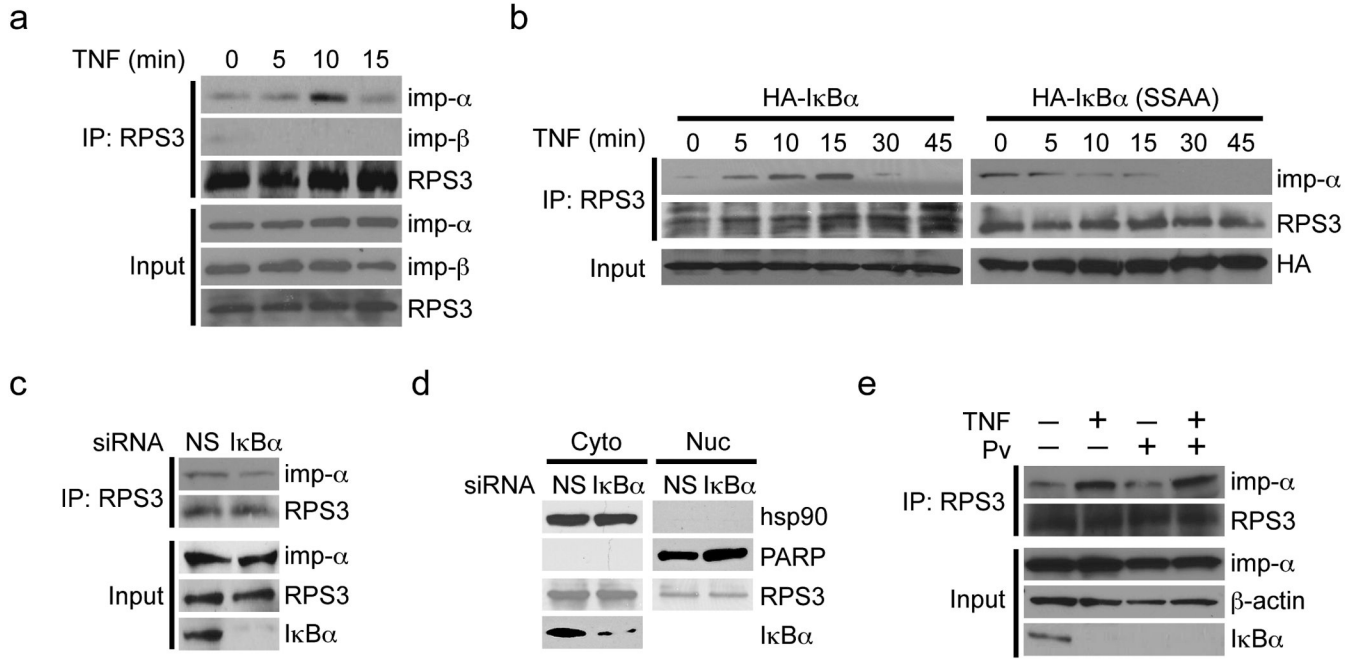 a
TNF (min) 0 5 10 15
IP: RPS3
imp-α
imp-β
RPS3
Input
imp-α
imp-β
RPS3
b
HA-IκBα HA-IκBα (SSAA)
TNF (min) 0 5 10 15 30 45 0 5 10 15 30 45
IP: RPS3
imp-α
RPS3
Input HA
c
siRNA NS IκBα
IP: RPS3
imp-α
RPS3
Input
imp-α
RPS3
IκBα
d
Cyto Nuc
siRNA NS IκBα NS IκBα
hsp90
PARP
RPS3
IκBα
e
TNF — + — +
Pv — — + +
IP: RPS3
imp-α
RPS3
Input
imp-α
β-actin
IκBα